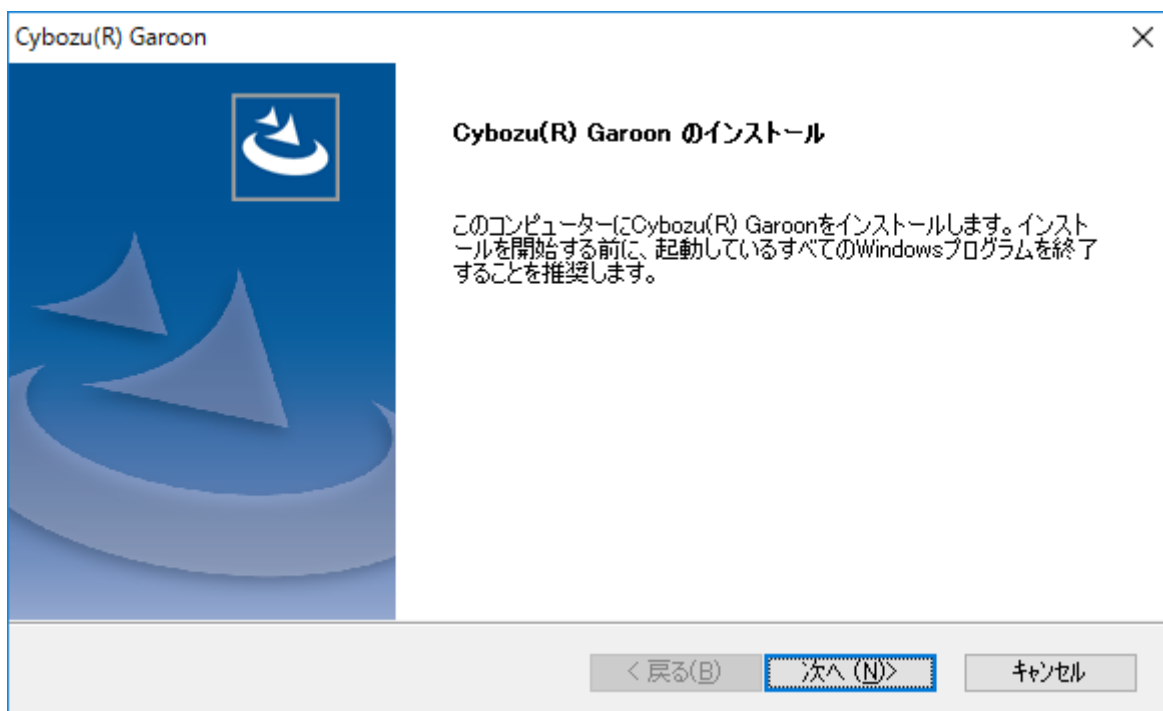 Cybozu(R) Garoon
Cybozu(R) Garoon のインストール
このコンピューターにCybozu(R) Garoonをインストールします。インスト
ールを開始する前に、起動しているすべてのWindowsプログラムを終了
することを推奨します。
< 戻る(B)
次へ (N)>
キャンセル